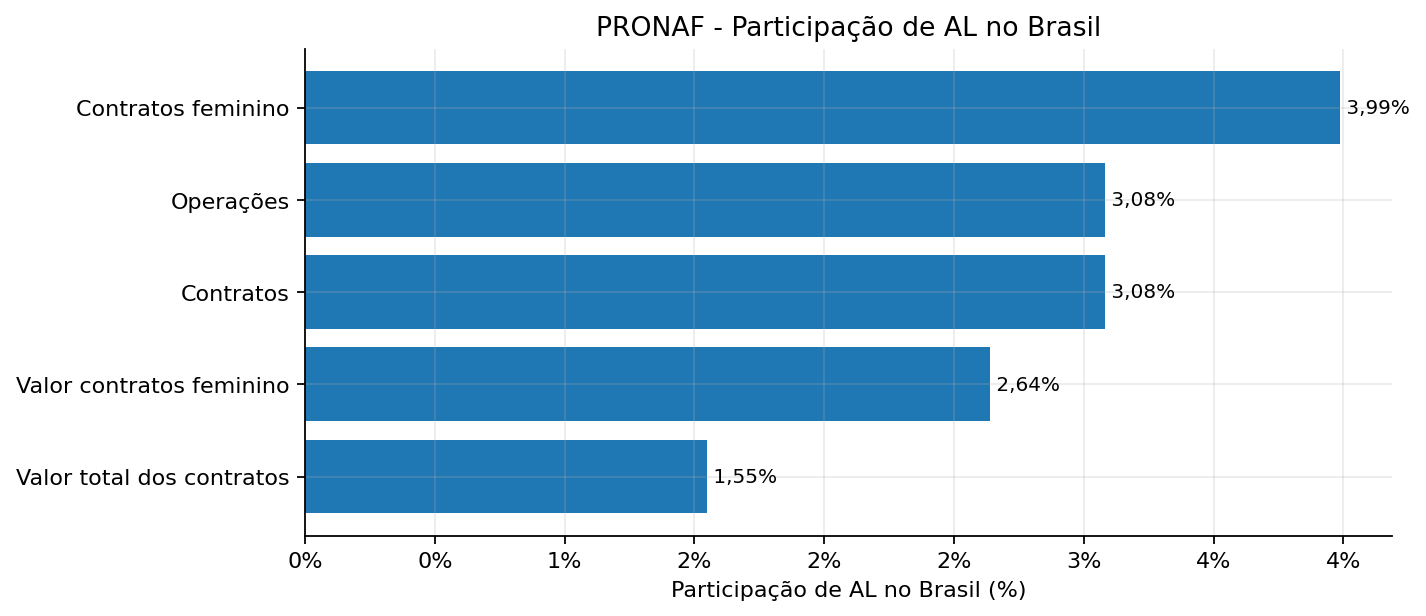 PRONAF - Participação de AL no Brasil
Contratos feminino
3,99%
Operações
3,08%
Contratos
3,08%
Valor contratos feminino
2,64%
Valor total dos contratos
1,55%
0% 0% 1% 2% 2% 2% 3% 4% 4%
Participação de AL no Brasil (%)